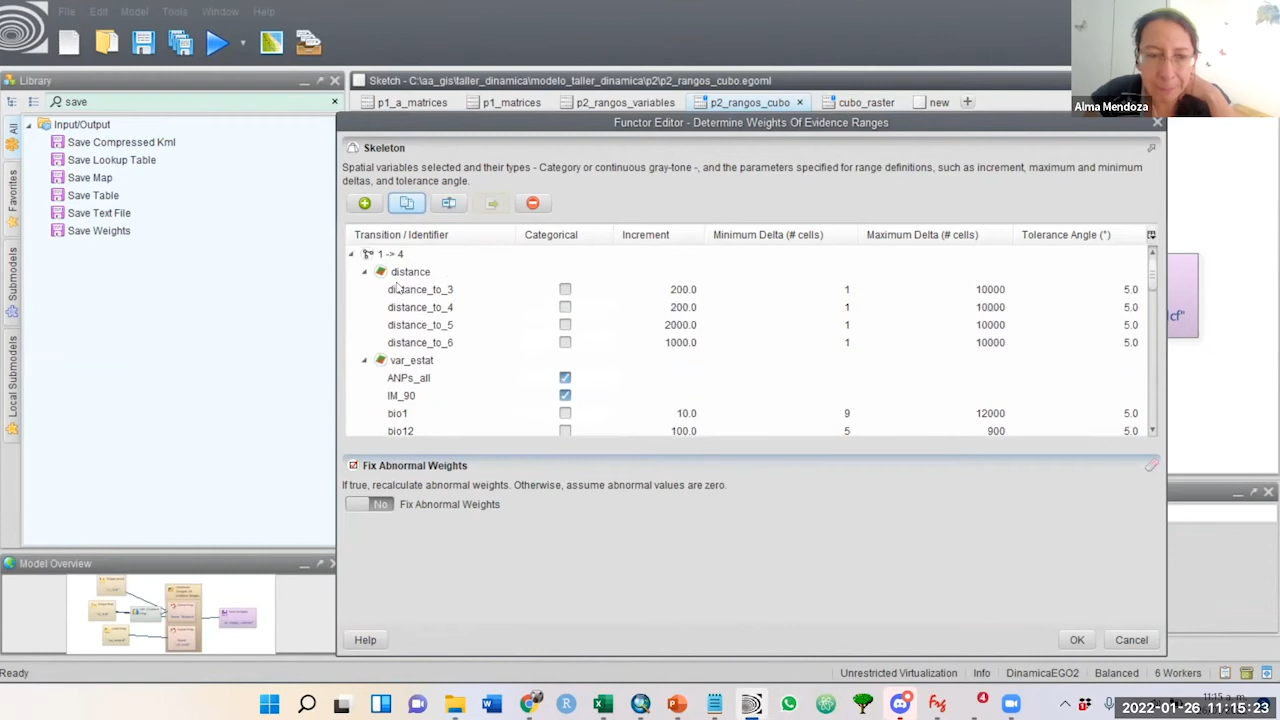 File Edit Model Tools Window Help
Library
Sketch - C:\aa_gis\taller_dinamica\modelo_taller_dinamica\p2\p2_rangos_cubo.egoml
save
p1_a_matrices p1_matrices p2_rangos_variables p2_rangos_cubo cubo_raster new
Alma Mendoza
Functor Editor - Determine Weights Of Evidence Ranges
All
Favorites
Submodels
Local Submodels
Input/Output
Save Compressed Kml
Save Lookup Table
Save Map
Save Table
Save Text File
Save Weights
Skeleton
Spatial variables selected and their types - Category or continuous gray-tone -, and the parameters specified for range definitions, such as increment, maximum and minimum
deltas, and tolerance angle.
Transition / Identifier Categorical Increment Minimum Delta (# cells) Maximum Delta (# cells) Tolerance Angle (°)
1 -> 4
distance
distance_to_3 200.0 1 10000 5.0
distance_to_4 200.0 1 10000 5.0
distance_to_5 2000.0 1 10000 5.0
distance_to_6 1000.0 1 10000 5.0
var_estat
ANPs_all
IM_90
bio1 10.0 9 12000 5.0
bio12 100.0 5 900 5.0
cf"
Fix Abnormal Weights
If true, recalculate abnormal weights. Otherwise, assume abnormal values are zero.
No Fix Abnormal Weights
Model Overview
Help OK Cancel
Ready Unrestricted Virtualization Info DinamicaEGO2 Balanced 6 Workers
11:15 a. m.
2022-01-26 11:15:23